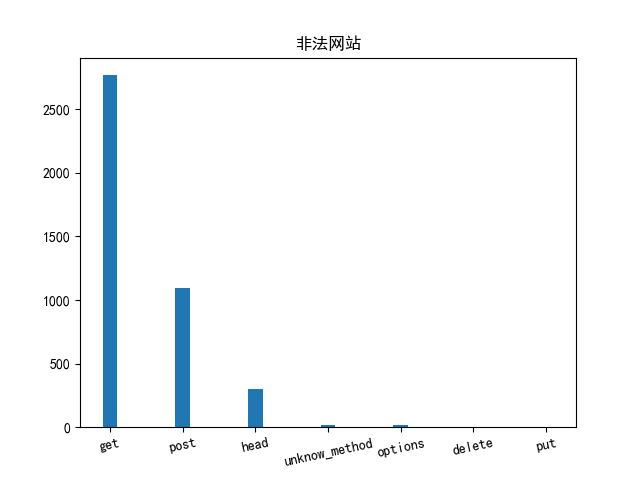 非法网站
2500
2000
1500
1000
500
0
get
post
head
unknow_method
options
delete
put